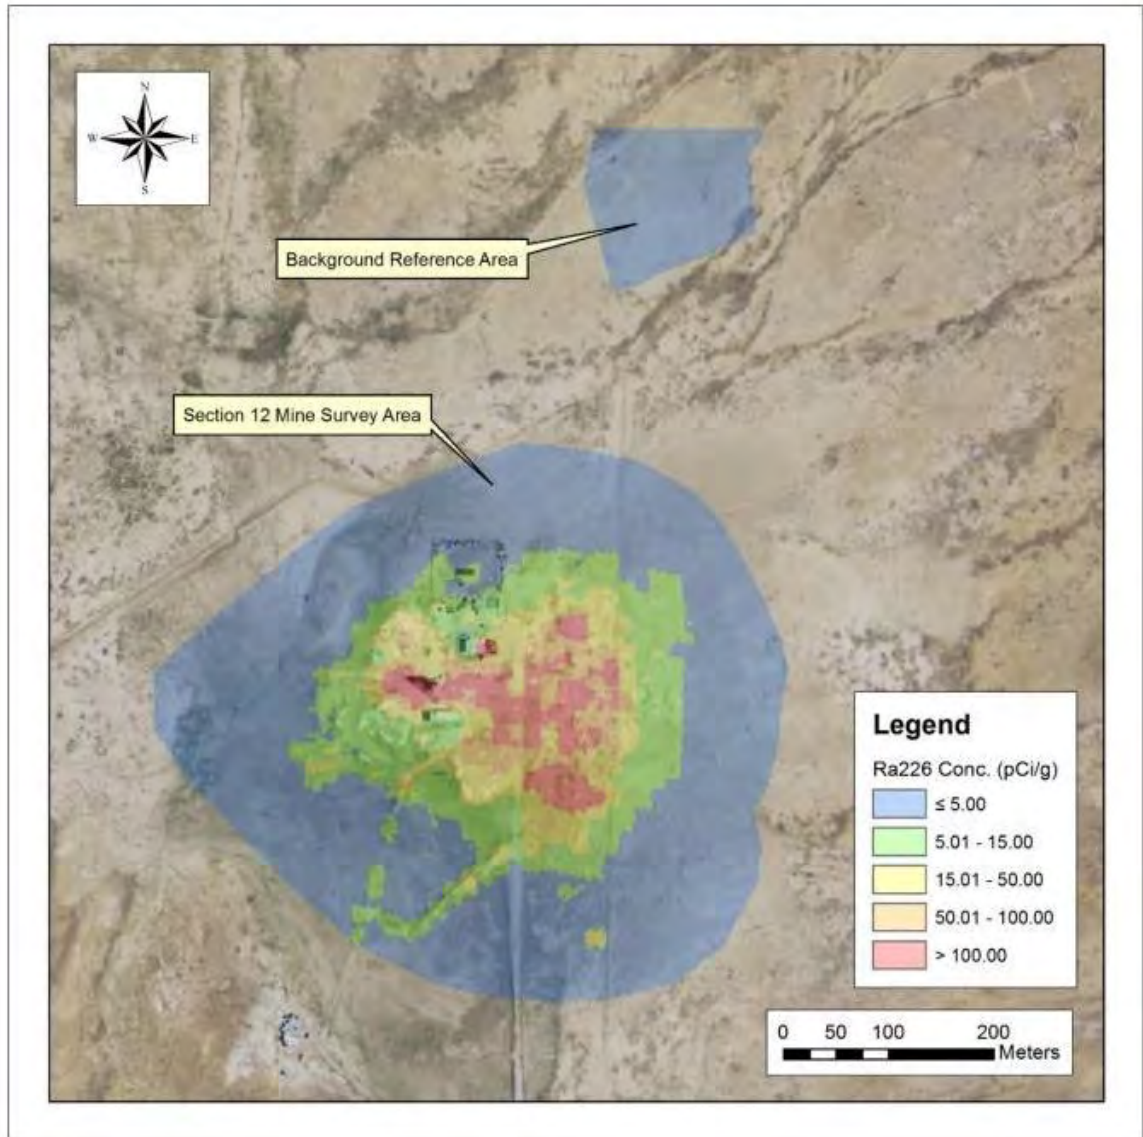 N
W E
S
Background Reference Area
Section 12 Mine Survey Area
Legend
Ra226 Conc. (pCi/g)
≤ 5.00
5.01 - 15.00
15.01 - 50.00
50.01 - 100.00
> 100.00
0 50 100 200
Meters